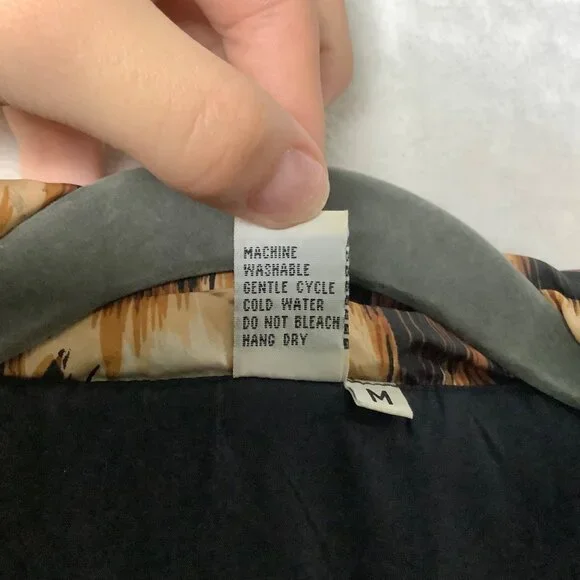 MACHINE
WASHABLE
GENTLE CYCLE
COLD WATER
DO NOT BLEACH
HANG DRY
M